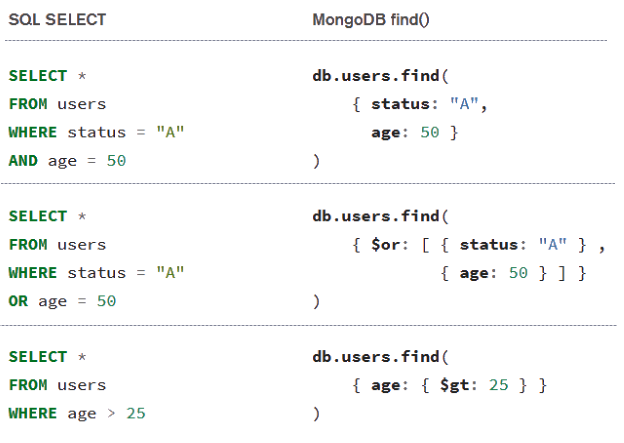 SQL SELECT
MongoDB find()
SELECT *
FROM users
WHERE status = "A"
AND age = 50
db.users.find(
{ status: "A",
age: 50 }
)
SELECT *
FROM users
WHERE status = "A"
OR age = 50
db.users.find(
{ $or: [ { status: "A" } ,
{ age: 50 } ] }
)
SELECT *
FROM users
WHERE age > 25
db.users.find(
{ age: { $gt: 25 } }
)